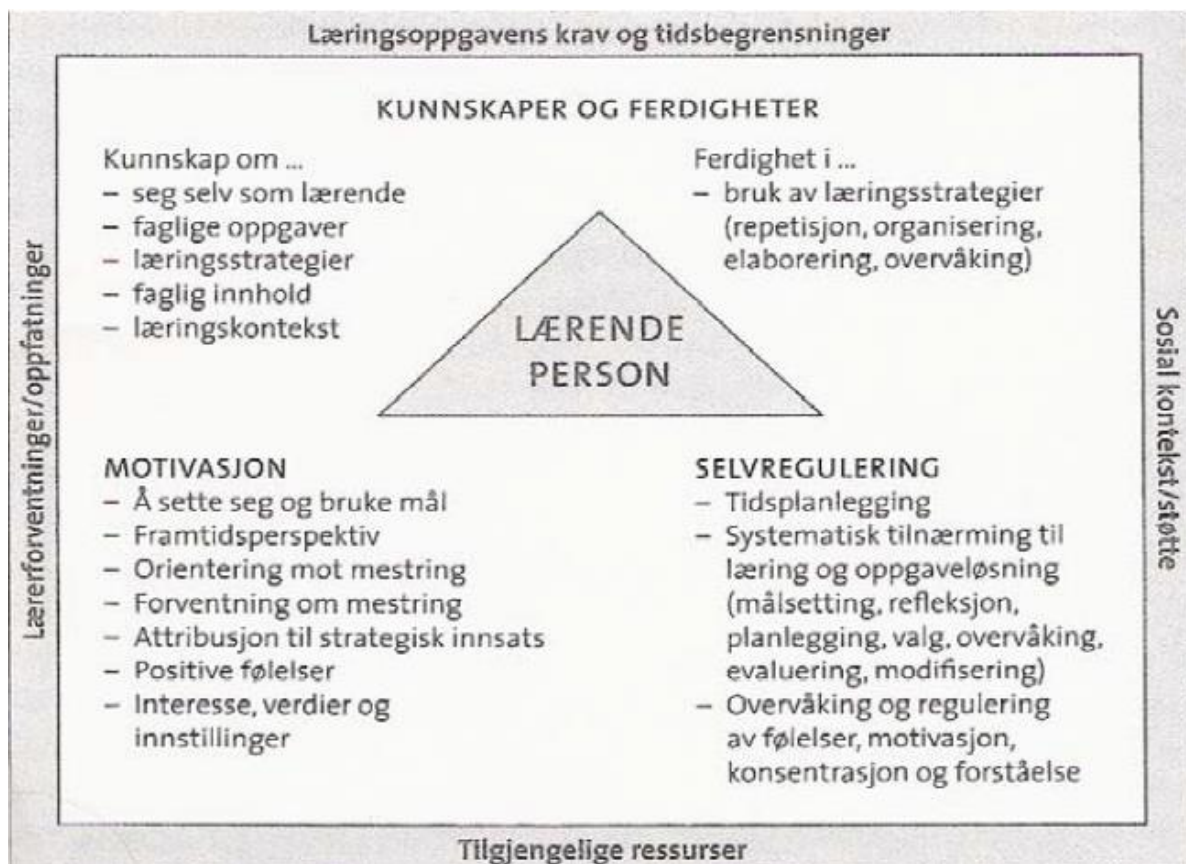 Læringsoppgavens krav og tidsbegrensninger
KUNNSKAPER OG FERDIGHETER
Kunnskap om ...
– seg selv som lærende
– faglige oppgaver
– læringsstrategier
– faglig innhold
– læringskontekst
Ferdighet i ...
– bruk av læringsstrategier
(repetisjon, organisering,
elaborering, overvåking)
LÆRENDE
PERSON
MOTIVASJON
– Å sette seg og bruke mål
– Framtidsperspektiv
– Orientering mot mestring
– Forventning om mestring
– Attribusjon til strategisk innsats
– Positive følelser
– Interesse, verdier og
innstillinger
SELVREGULERING
– Tidsplanlegging
– Systematisk tilnærming til
læring og oppgaveløsning
(målsetting, refleksjon,
planlegging, valg, overvåking,
evaluering, modifisering)
– Overvåking og regulering
av følelser, motivasjon,
konsentrasjon og forståelse
Lærerforventninger/oppfatninger
Sosial kontekst/støtte
Tilgjengelige ressurser